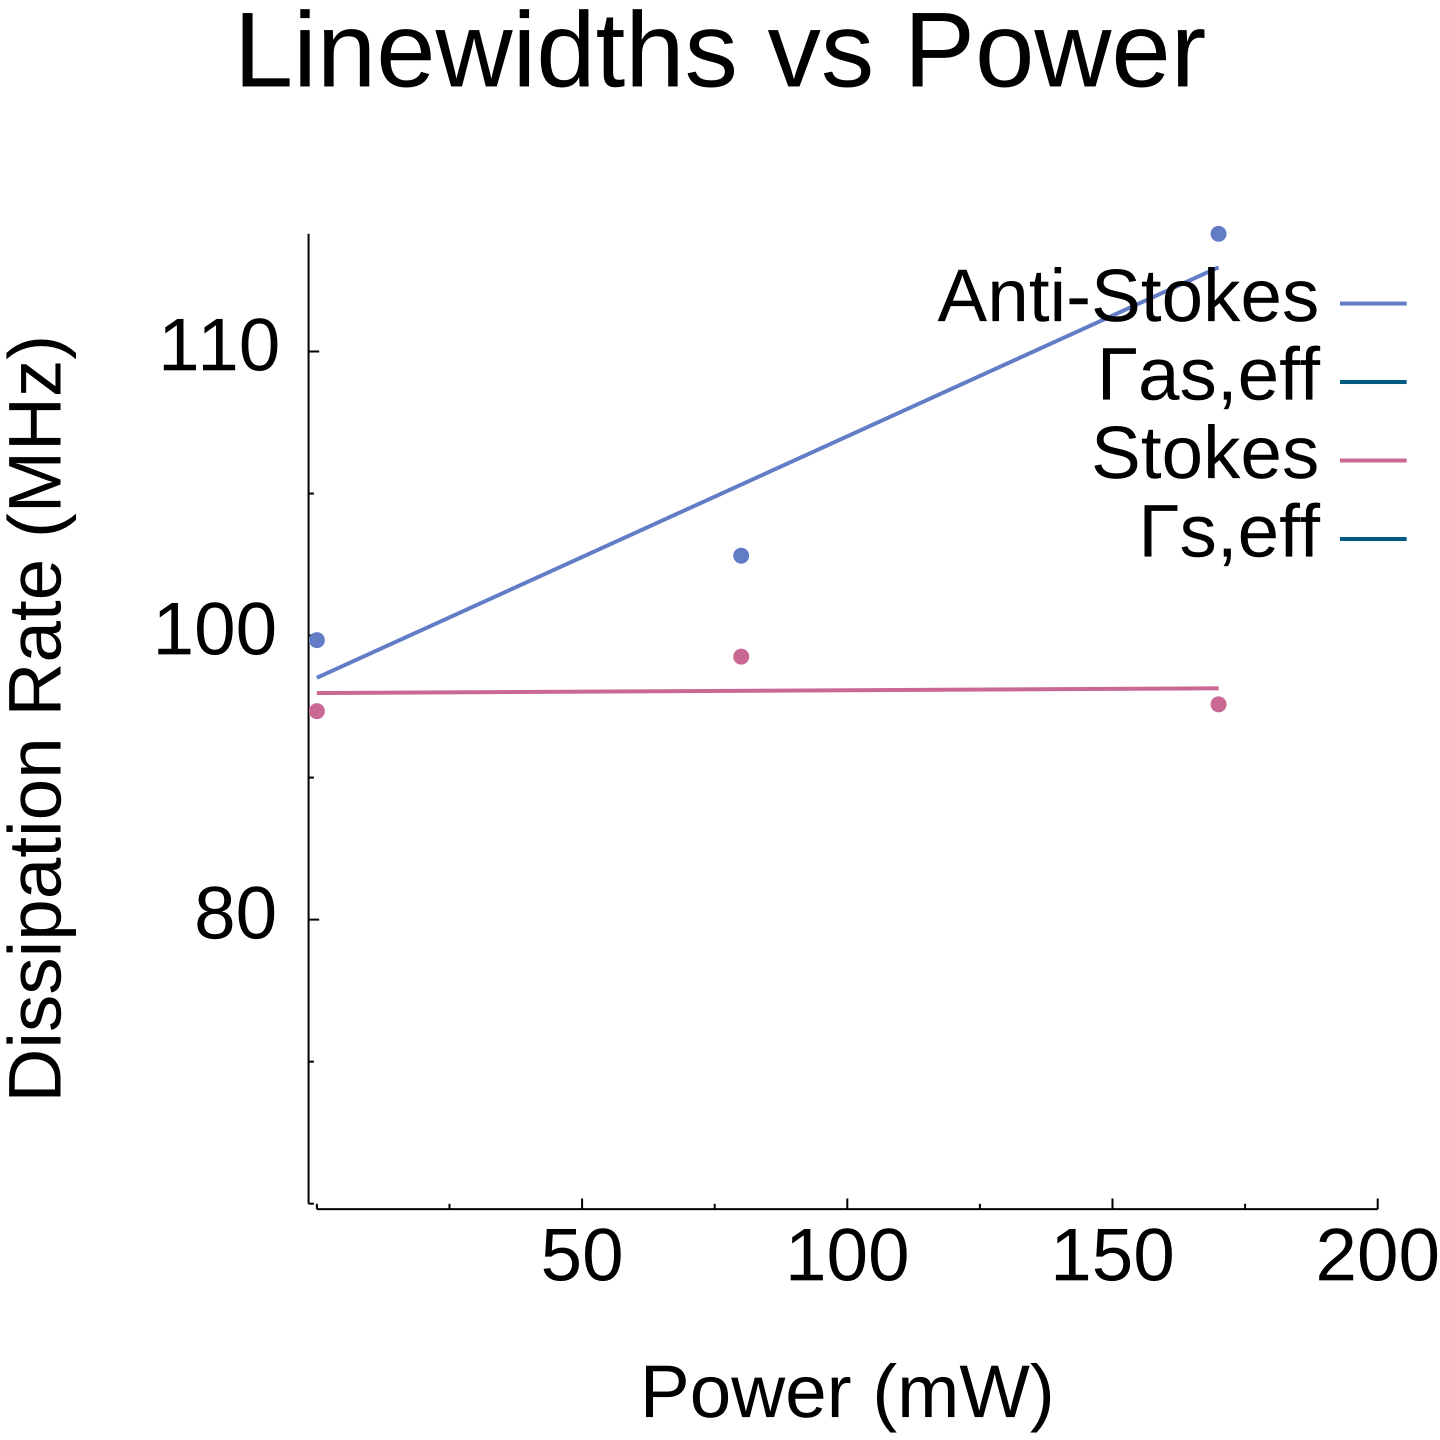 Linewidths vs Power
Anti-Stokes
Γas,eff
Stokes
Γs,eff
110
100
80
Dissipation Rate (MHz)
50 100 150 200
Power (mW)